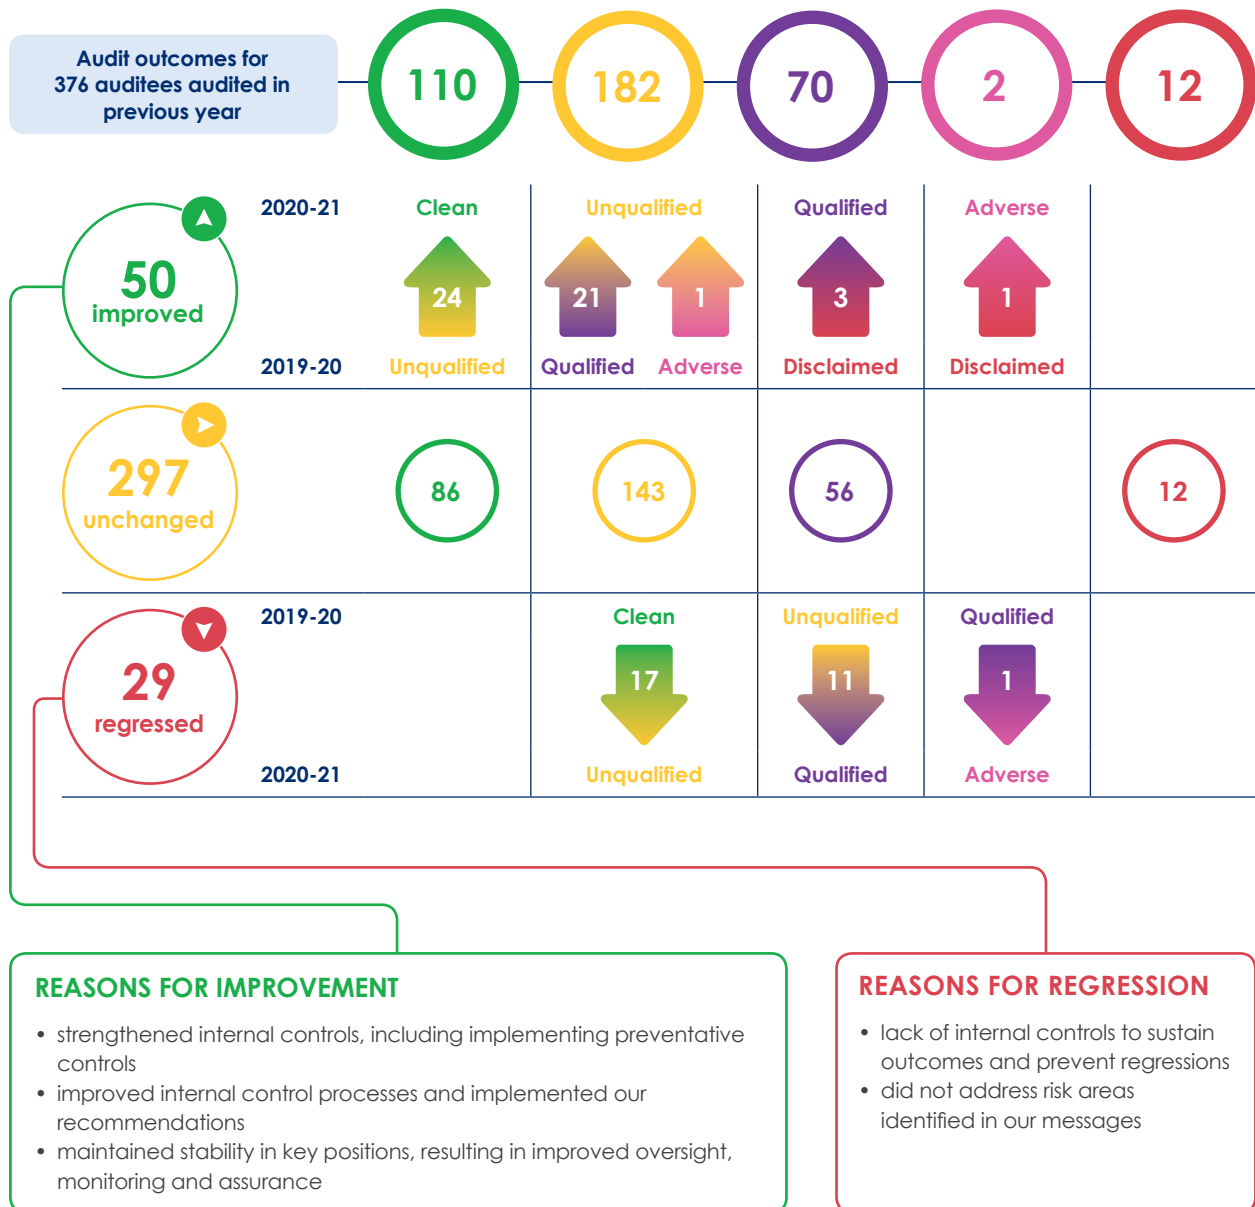 Audit outcomes for
376 auditees audited in
previous year
110
182
70
2
12
50
improved
2020-21
Clean
Unqualified
Qualified
Adverse
24
21
1
3
1
2019-20
Unqualified
Qualified
Adverse
Disclaimed
Disclaimed
297
unchanged
86
143
56
12
29
regressed
2019-20
Clean
Unqualified
Qualified
17
11
1
2020-21
Unqualified
Qualified
Adverse
REASONS FOR IMPROVEMENT
• strengthened internal controls, including implementing preventative
controls
• improved internal control processes and implemented our
recommendations
• maintained stability in key positions, resulting in improved oversight,
monitoring and assurance
REASONS FOR REGRESSION
• lack of internal controls to sustain
outcomes and prevent regressions
• did not address risk areas
identified in our messages